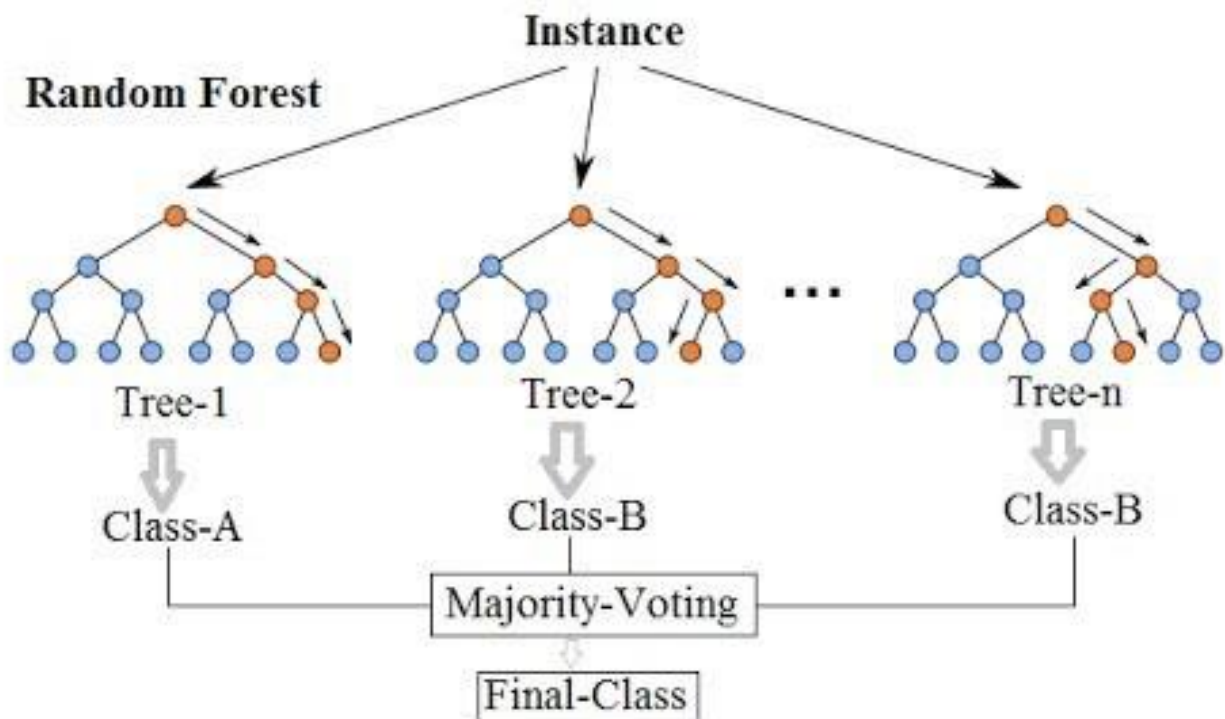 Instance
Random Forest
...
Tree-1
Tree-2
Tree-n
Class-A
Class-B
Class-B
Majority-Voting
Final-Class